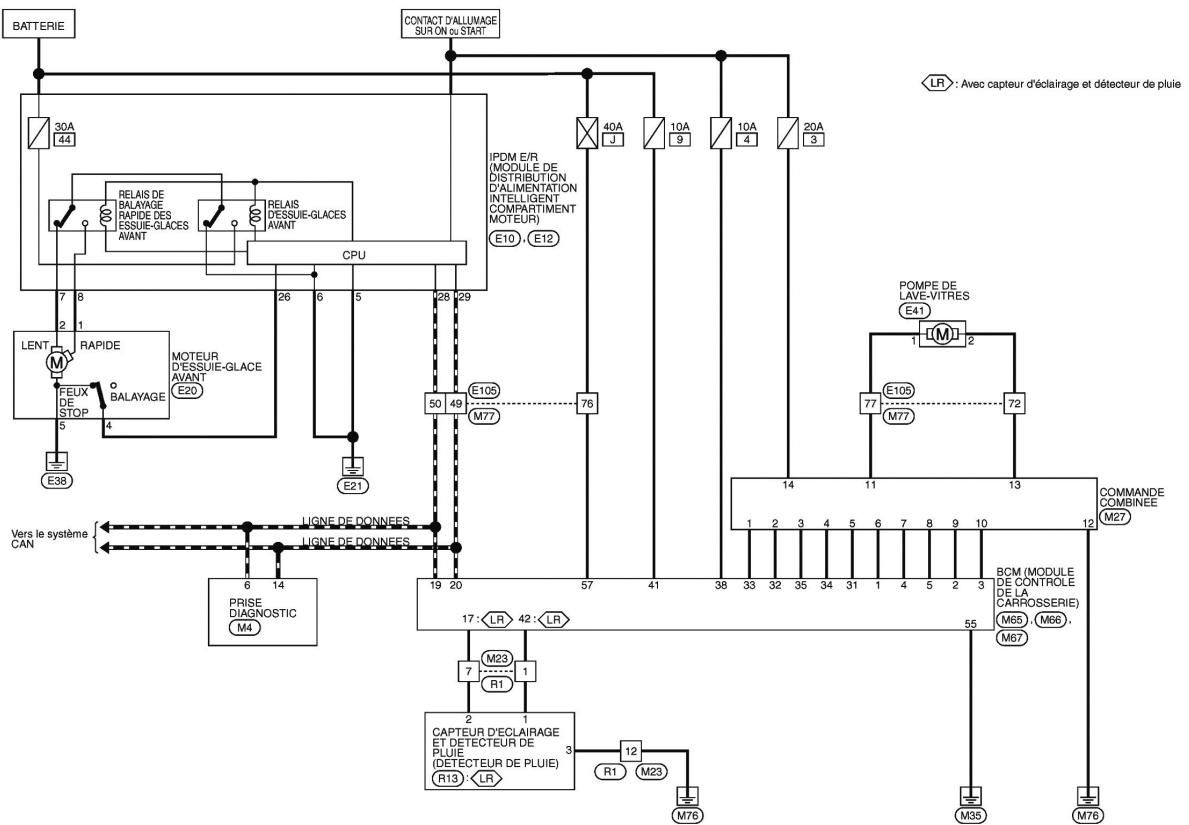 BATTERIE
CONTACT D'ALLUMAGE
SUR ON ou START
LR : Avec capteur d'éclairage et détecteur de pluie
30A
44
40A
J
10A
9
10A
4
20A
3
IPDM E/R
(MODULE DE
DISTRIBUTION
D'ALIMENTATION
INTELLIGENT
COMPARTIMENT
MOTEUR)
E10 , E12
RELAIS DE
BALAYAGE
RAPIDE DES
ESSUIE-GLACES
AVANT
RELAIS
D'ESSUIE-GLACES
AVANT
CPU
7 8 26 6 5 28 29
2 1
LENT RAPIDE
M
MOTEUR
D'ESSUIE-GLACE
AVANT
E20
FEUX
DE
STOP
BALAYAGE
5 4
E38
E21
POMPE DE
LAVE-VITRES
E41
1 M 2
50 49
E105
M77
76
77
E105
M77
72
14 11 13
COMMANDE
COMBINEE
M27
1 2 3 4 5 6 7 8 9 10 12
Vers le système
CAN
LIGNE DE DONNEES
LIGNE DE DONNEES
6 14
PRISE
DIAGNOSTIC
M4
19 20 57 41 38 33 32 35 34 31 1 4 5 2 3
BCM (MODULE
DE CONTROLE
DE LA
CARROSSERIE)
M65 , M66 ,
M67
17 : LR 42 : LR
55
7
M23
R1
1
2 1
CAPTEUR D'ECLAIRAGE
ET DETECTEUR DE
PLUIE
(DETECTEUR DE PLUIE)
R13 : LR
3
12
R1 M23
M76
M35
M76